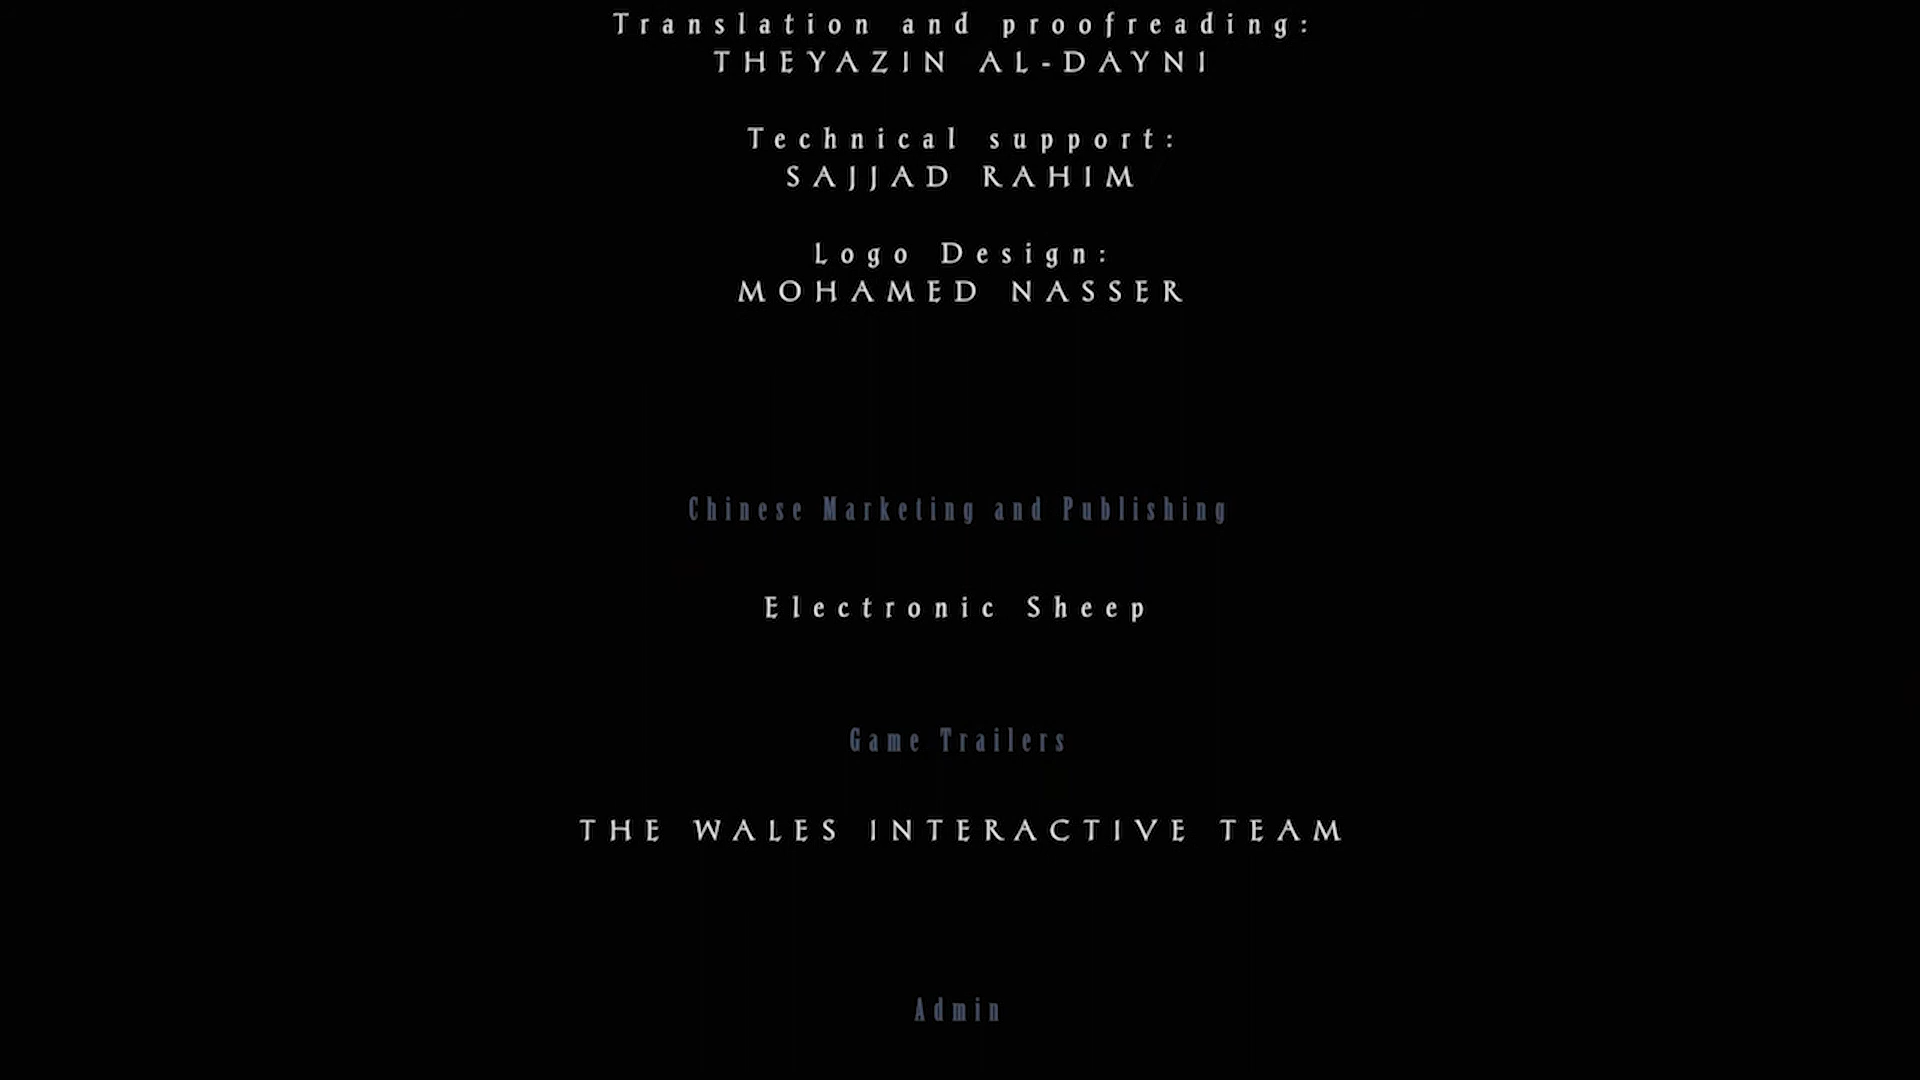 Translation and proofreading:
THEYAZIN AL-DAYNI
Technical support:
SAJJAD RAHIM
Logo Design:
MOHAMED NASSER
Chinese Marketing and Publishing
Electronic Sheep
Game Trailers
THE WALES INTERACTIVE TEAM
Admin